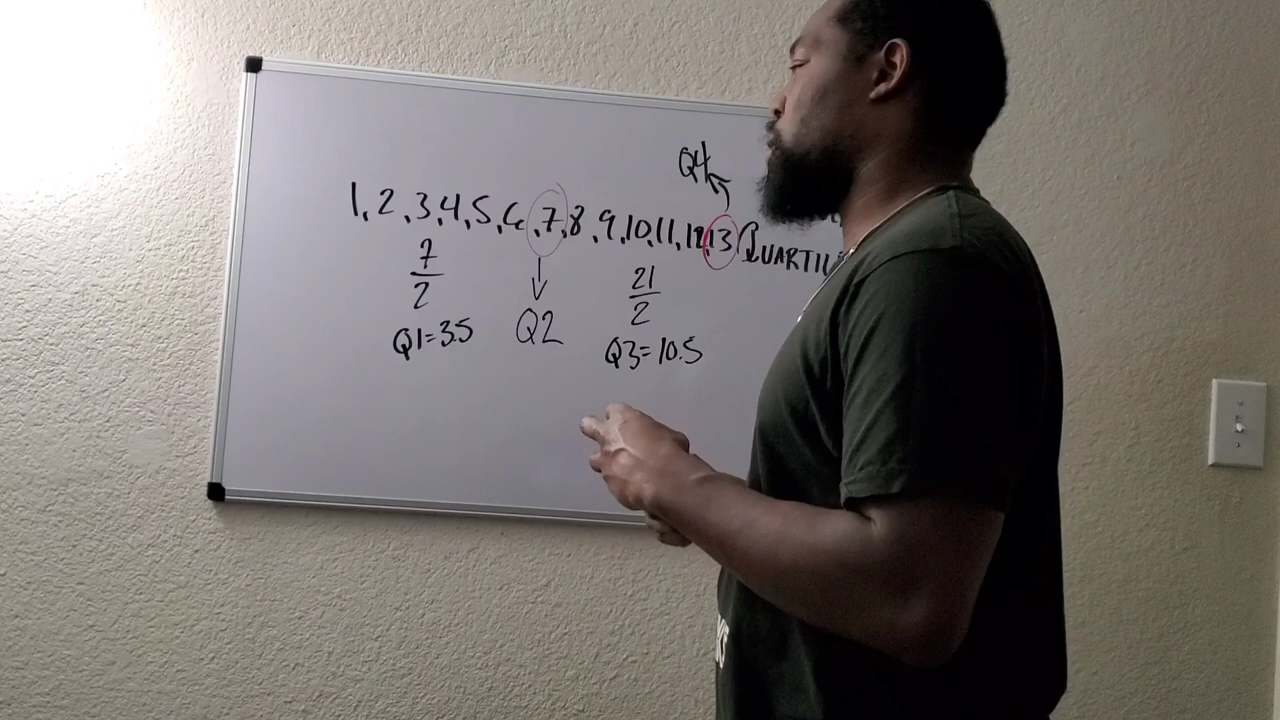 Q4
1, 2, 3, 4, 5, 6, 7, 8, 9, 10, 11, 12, 13
QUARTIL
7/2
21/2
Q2
Q1=3.5
Q3=10.5